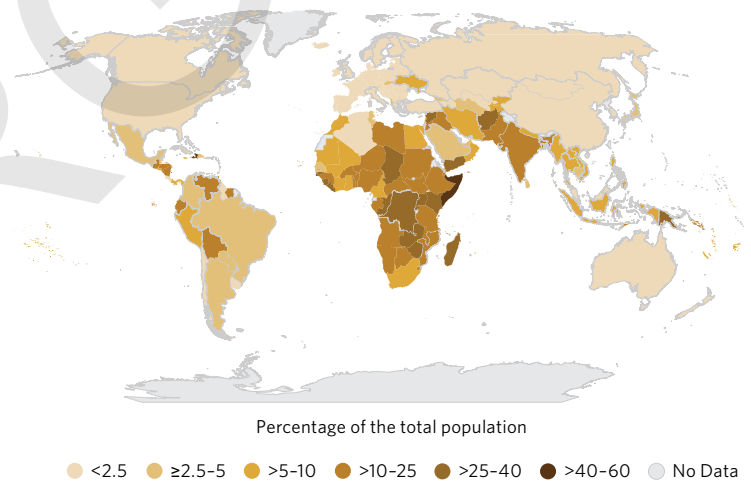 Percentage of the total population
<2.5 ≥2.5–5 >5–10 >10–25 >25–40 >40–60 No Data